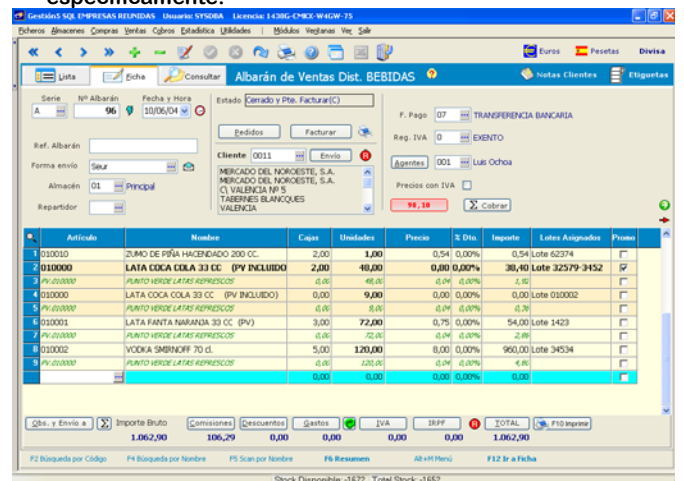 específicamente.
Gestión5 SQL EMPRESAS REUNIDAS Usuario: SYSDBA Licencia: 1438G-CMKX-W4GW-75
Ficheros Almacenes Compras Ventas Cobros Estadística Utilidades | Módulos Ventanas Ver Salir
Euros Pesetas Divisa
Lista Ficha Consultar Albarán de Ventas Dist. BEBIDAS Notas Clientes Etiquetas
Serie Nº Albarán Fecha y Hora Estado Cerrado y Pte. Facturar(C)
A 96 10/06/04
F. Pago 07 TRANSFERENCIA BANCARIA
Pedidos Facturar
Reg. IVA 0 EXENTO
Ref. Albarán
Cliente 0011 Envío
Agentes 001 Luis Ochoa
Forma envío Seur
MERCADO DEL NOROESTE, S.A.
MERCADO DEL NOROESTE, S.A.
C\ VALENCIA Nº 5
TABERNES BLANQUES
VALENCIA
Almacén 01 Principal
Precios con IVA
Repartidor
98,10 Σ Cobrar
Artículo Nombre Cajas Unidades Precio % Dto. Importe Lotes Asignados Promo
1 010010 ZUMO DE PIÑA HACENDADO 200 CC. 2,00 1,00 0,54 0,00% 0,54 Lote 62374
2 010000 LATA COCA COLA 33 CC (PV INCLUIDO 2,00 48,00 0,80 0,00% 38,40 Lote 32579-3452
3 PV.010000 PUNTO VERDE LATAS REFRESCOS 0,00 48,00 0,04 0,00% 1,92
4 010000 LATA COCA COLA 33 CC (PV INCLUIDO) 0,00 9,00 0,00 0,00% 0,00 Lote 010002
5 PV.010000 PUNTO VERDE LATAS REFRESCOS 0,00 9,00 0,04 0,00% 0,36
6 010001 LATA FANTA NARANJA 33 CC (PV) 3,00 72,00 0,75 0,00% 54,00 Lote 1423
7 PV.010000 PUNTO VERDE LATAS REFRESCOS 0,00 72,00 0,04 0,00% 2,88
8 010002 VODKA SMIRNOFF 70 cl. 5,00 120,00 8,00 0,00% 960,00 Lote 34534
9 PV.010000 PUNTO VERDE LATAS REFRESCOS 0,00 120,00 0,04 0,00% 4,80
0,00 0,00 0,00 0,00% 0,00
Obs. y Envío a Σ Importe Bruto Comisiones Descuentos Gastos IVA IRPF TOTAL F10 Imprimir
1.062,90 106,29 0,00 0,00 0,00 0,00 1.062,90
F2 Búsqueda por Código F4 Búsqueda por Nombre F5 Scan por Nombre F6 Resumen Alt+M Menú F12 Ir a Ficha
Stock Disponible: -1672 Total Stock: -1652